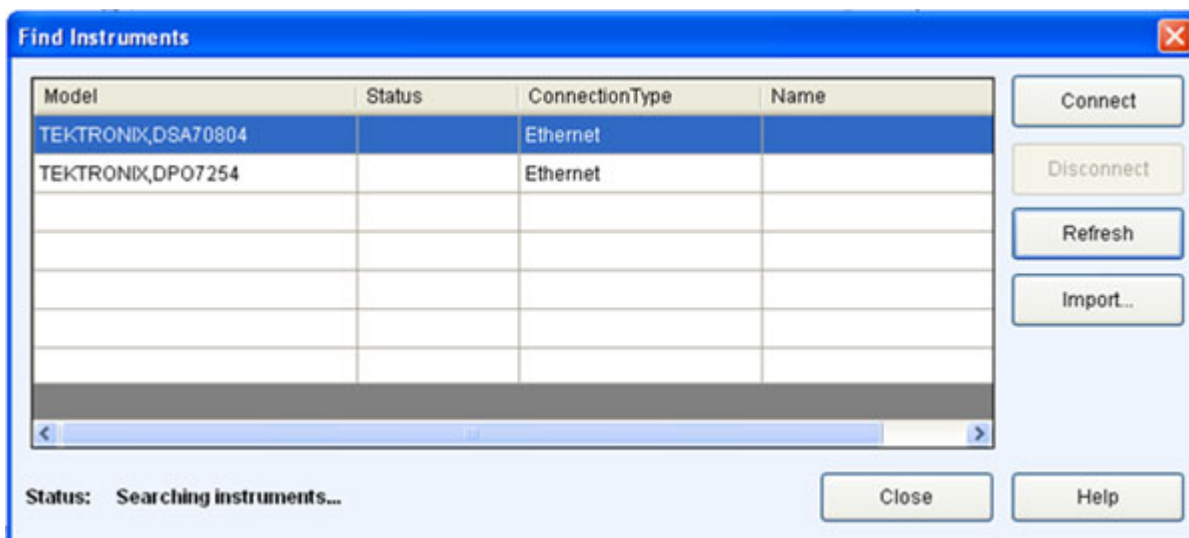 Find Instruments
Model Status ConnectionType Name
TEKTRONIX,DSA70804 Ethernet
TEKTRONIX,DPO7254 Ethernet
Connect
Disconnect
Refresh
Import...
Status: Searching instruments...
Close
Help